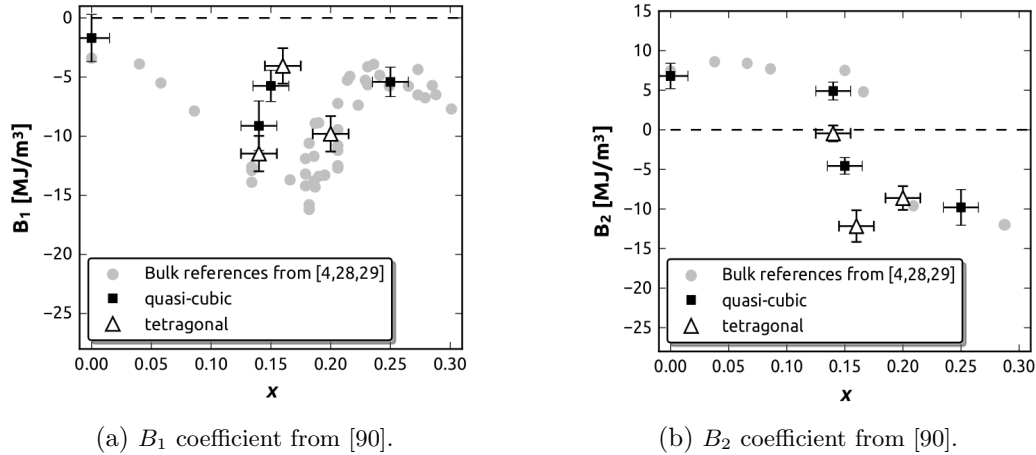 B₁ [MJ/m³]
0
−5
−10
−15
−20
−25
Bulk references from [4,28,29]
quasi-cubic
tetragonal
0.00 0.05 0.10 0.15 0.20 0.25 0.30
x
(a) B₁ coefficient from [90].
B₂ [MJ/m³]
15
10
5
0
−5
−10
−15
−20
−25
Bulk references from [4,28,29]
quasi-cubic
tetragonal
0.00 0.05 0.10 0.15 0.20 0.25 0.30
x
(b) B₂ coefficient from [90].